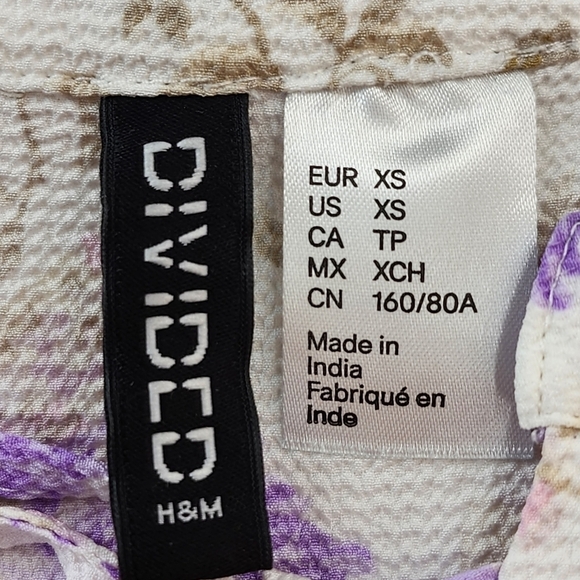 DIVIDED
H&M
EUR XS
US XS
CA TP
MX XCH
CN 160/80A
Made in
India
Fabriqué en
Inde